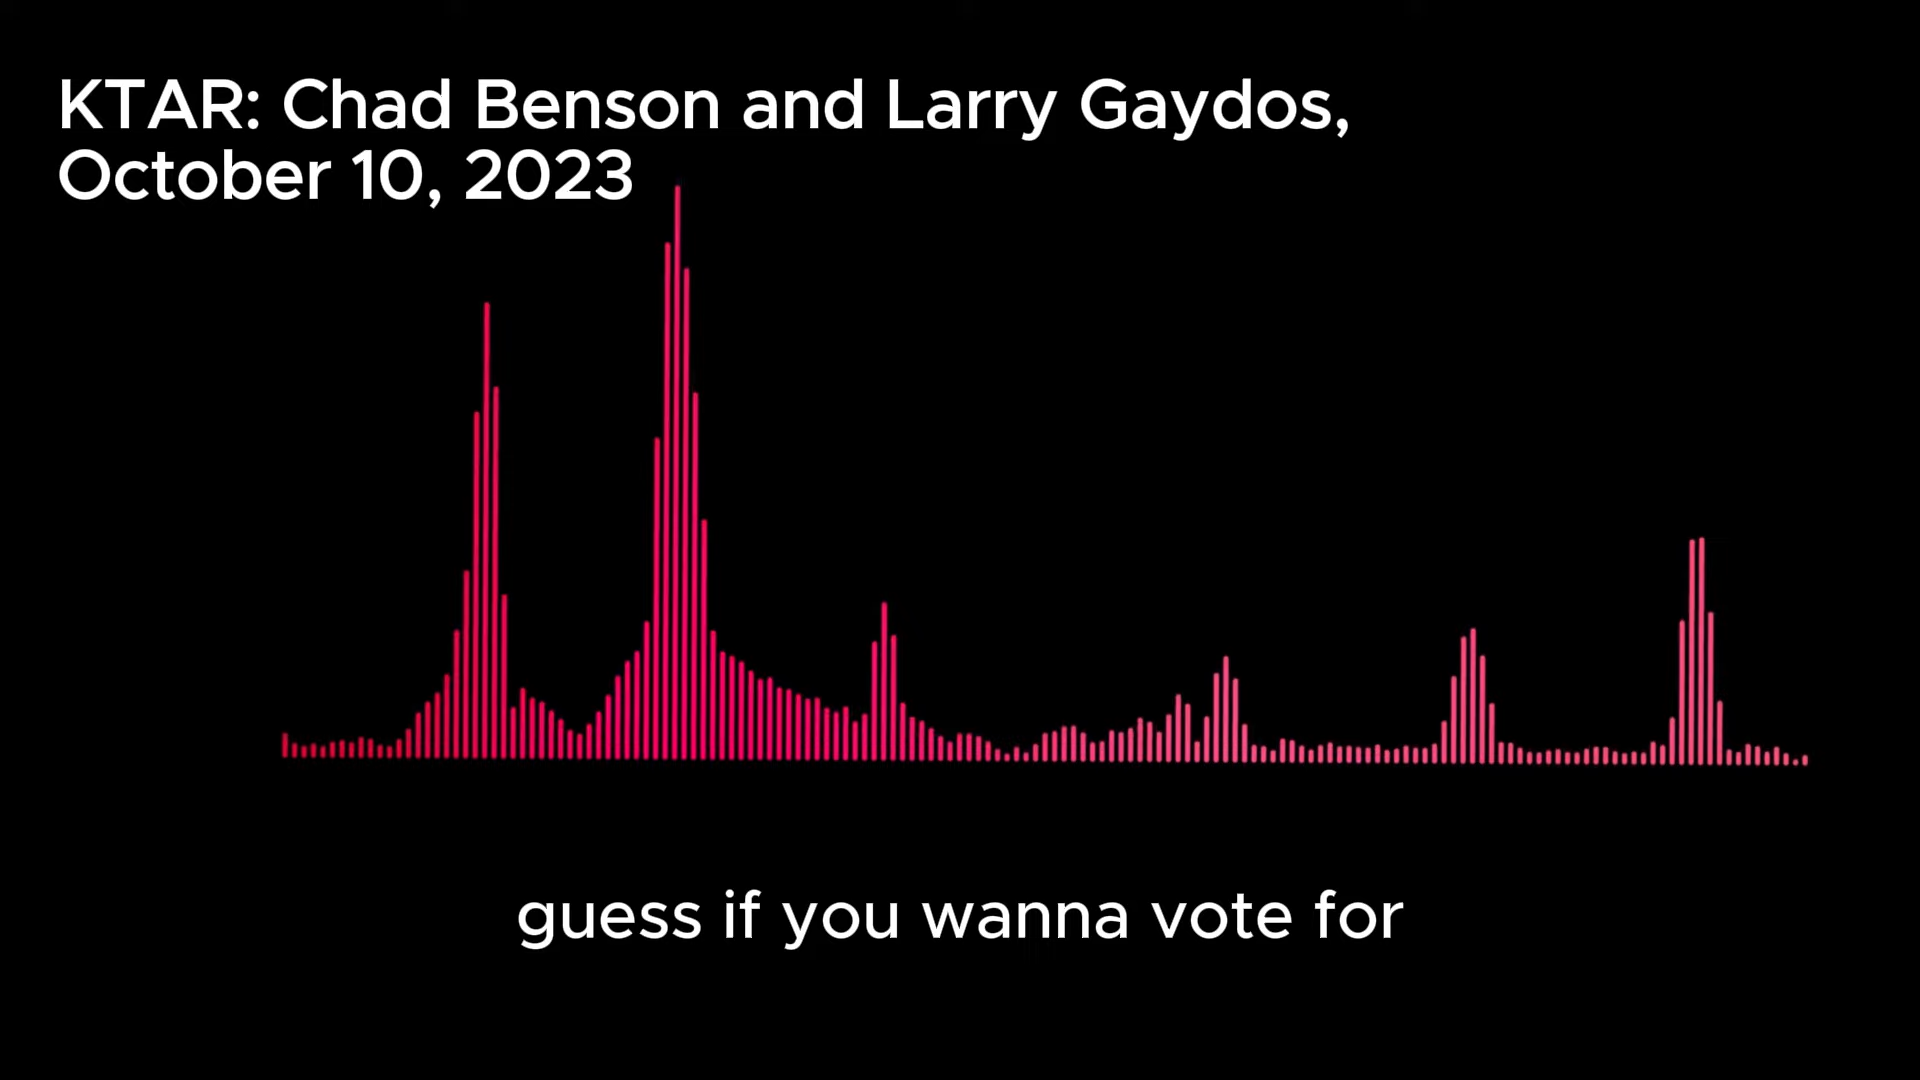 KTAR: Chad Benson and Larry Gaydos,
October 10, 2023
guess if you wanna vote for